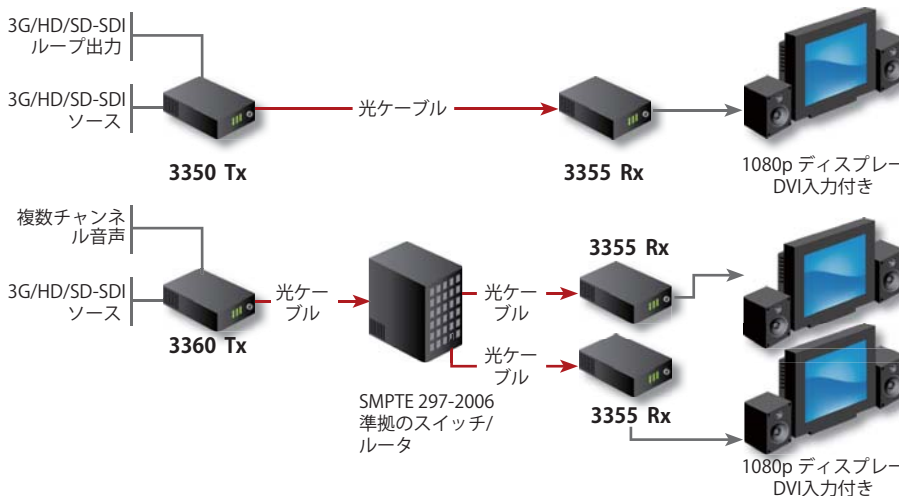 3G/HD/SD-SDI
ループ出力
3G/HD/SD-SDI
ソース
光ケーブル
3350 Tx
3355 Rx
1080p ディスプレー
DVI入力付き
複数チャンネ
ル音声
3G/HD/SD-SDI
ソース
3360 Tx
光ケー
ブル
SMPTE 297-2006
準拠のスイッチ/
ルータ
光ケー
ブル
3355 Rx
光ケー
ブル
3355 Rx
1080p ディスプレー
DVI入力付き